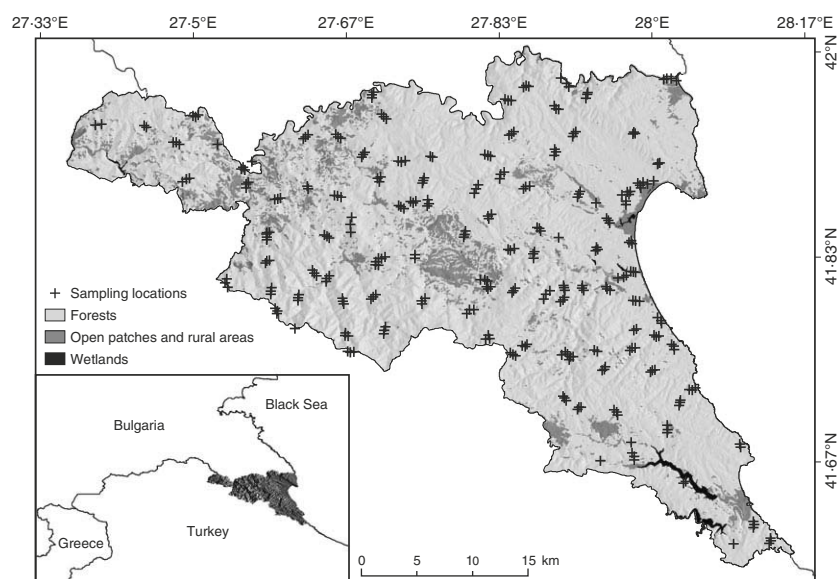 27·33°E
27·5°E
27·67°E
27·83°E
28°E
28·17°E
42°N
41·83°N
41·67°N
+ Sampling locations
Forests
Open patches and rural areas
Wetlands
Black Sea
Bulgaria
Turkey
Greece
0 5 10 15 km